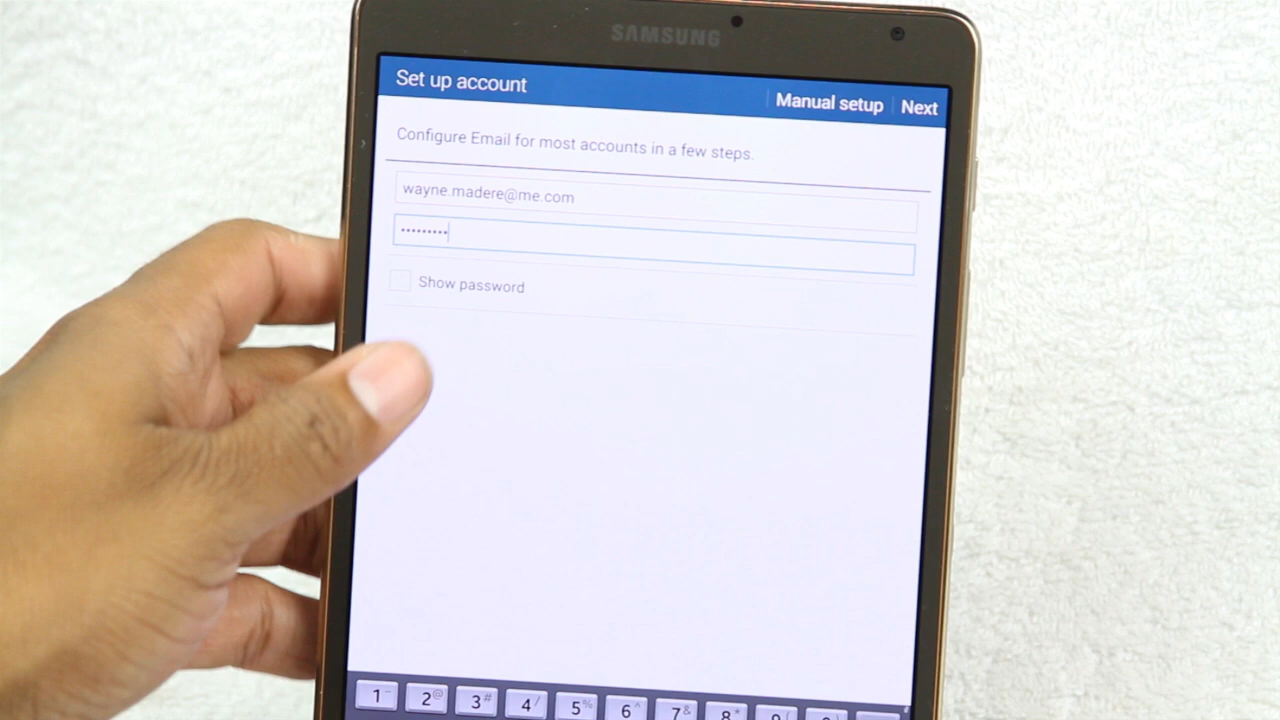 SAMSUNG
Set up account
Manual setup
Next
Configure Email for most accounts in a few steps.
wayne.madere@me.com
•••••••••
Show password
1 - 2 @ 3 # 4 / 5 % 6 ^ 7 & 8 * 9 (